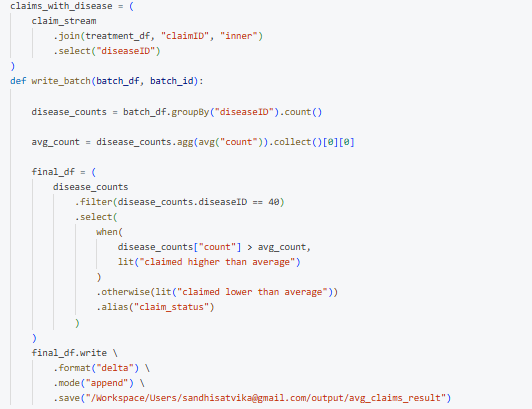 claims_with_disease = (
    claim_stream
        .join(treatment_df, "claimID", "inner")
        .select("diseaseID")
)
def write_batch(batch_df, batch_id):
    disease_counts = batch_df.groupBy("diseaseID").count()
    avg_count = disease_counts.agg(avg("count")).collect()[0][0]
    final_df = (
        disease_counts
            .filter(disease_counts.diseaseID == 40)
            .select(
                when(
                    disease_counts["count"] > avg_count,
                    lit("claimed higher than average")
                )
                .otherwise(lit("claimed lower than average"))
                .alias("claim_status")
            )
    )
    final_df.write \
        .format("delta") \
        .mode("append") \
        .save("/Workspace/Users/sandhisatvika@gmail.com/output/avg_claims_result")